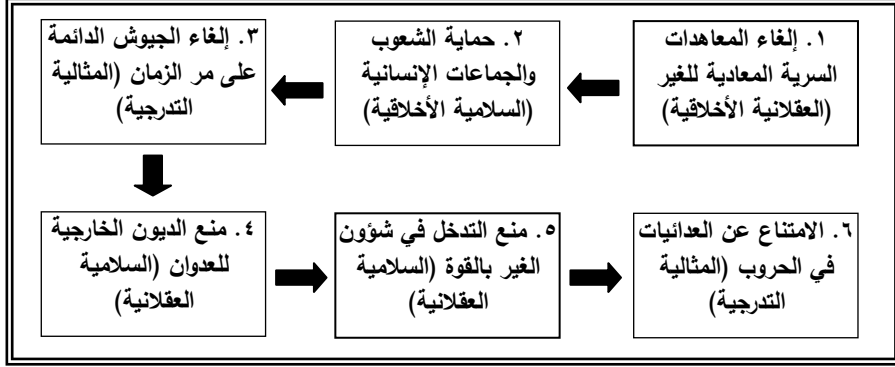 ١. إلغاء المعاهدات
السرية المعادية للغير
(العقلانية الأخلاقية)
٢. حماية الشعوب
والجماعات الإنسانية
(السلامية الأخلاقية)
٣. إلغاء الجيوش الدائمة
على مر الزمان (المثالية
التدرجية)
٤. منع الديون الخارجية
للعدوان (السلامية
العقلانية)
٥. منع التدخل في شؤون
الغير بالقوة (السلامية
العقلانية)
٦. الامتناع عن العدائيات
في الحروب (المثالية
التدرجية)